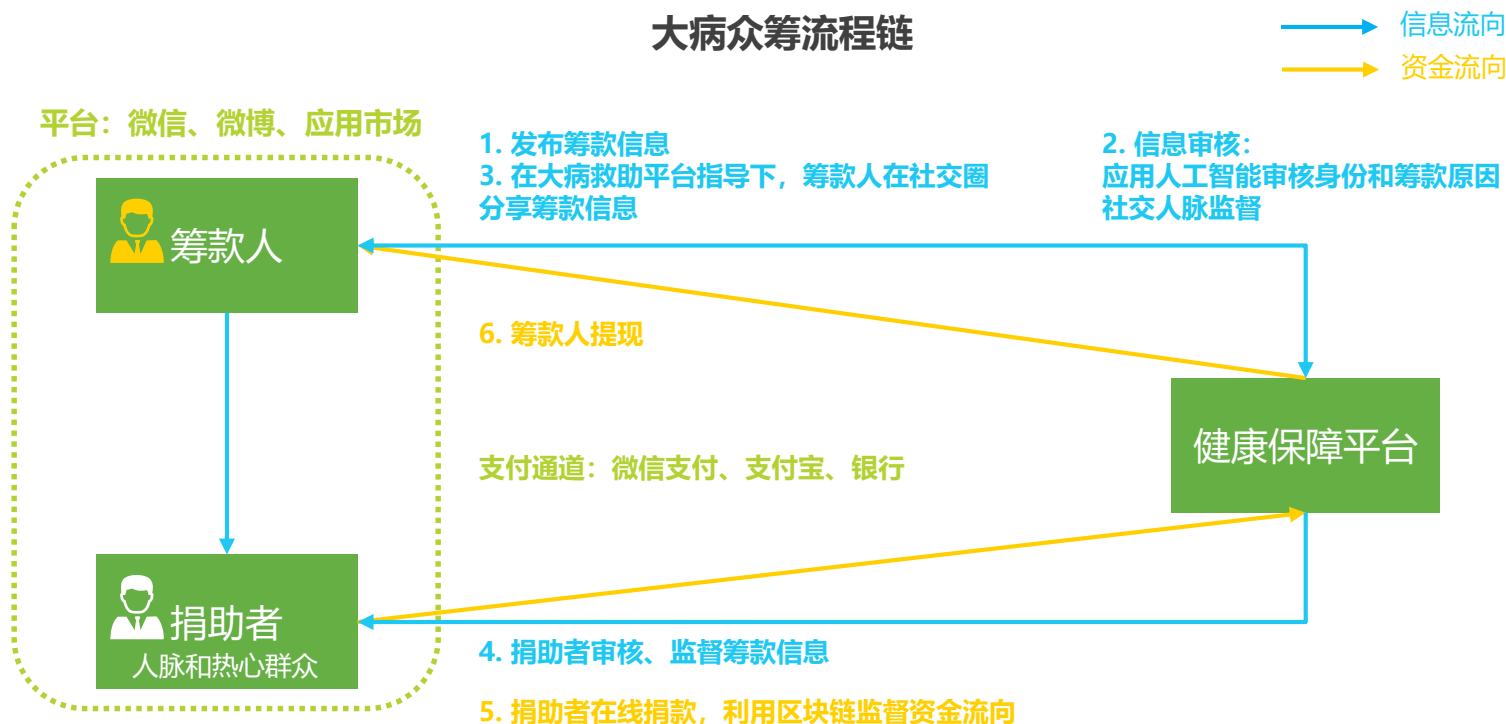 大病众筹流程链
信息流向
资金流向
平台：微信、微博、应用市场
1. 发布筹款信息
3. 在大病救助平台指导下，筹款人在社交圈
分享筹款信息
2. 信息审核：
应用人工智能审核身份和筹款原因
社交人脉监督
筹款人
6. 筹款人提现
健康保障平台
支付通道：微信支付、支付宝、银行
捐助者
人脉和热心群众
4. 捐助者审核、监督筹款信息
5. 捐助者在线捐款，利用区块链监督资金流向